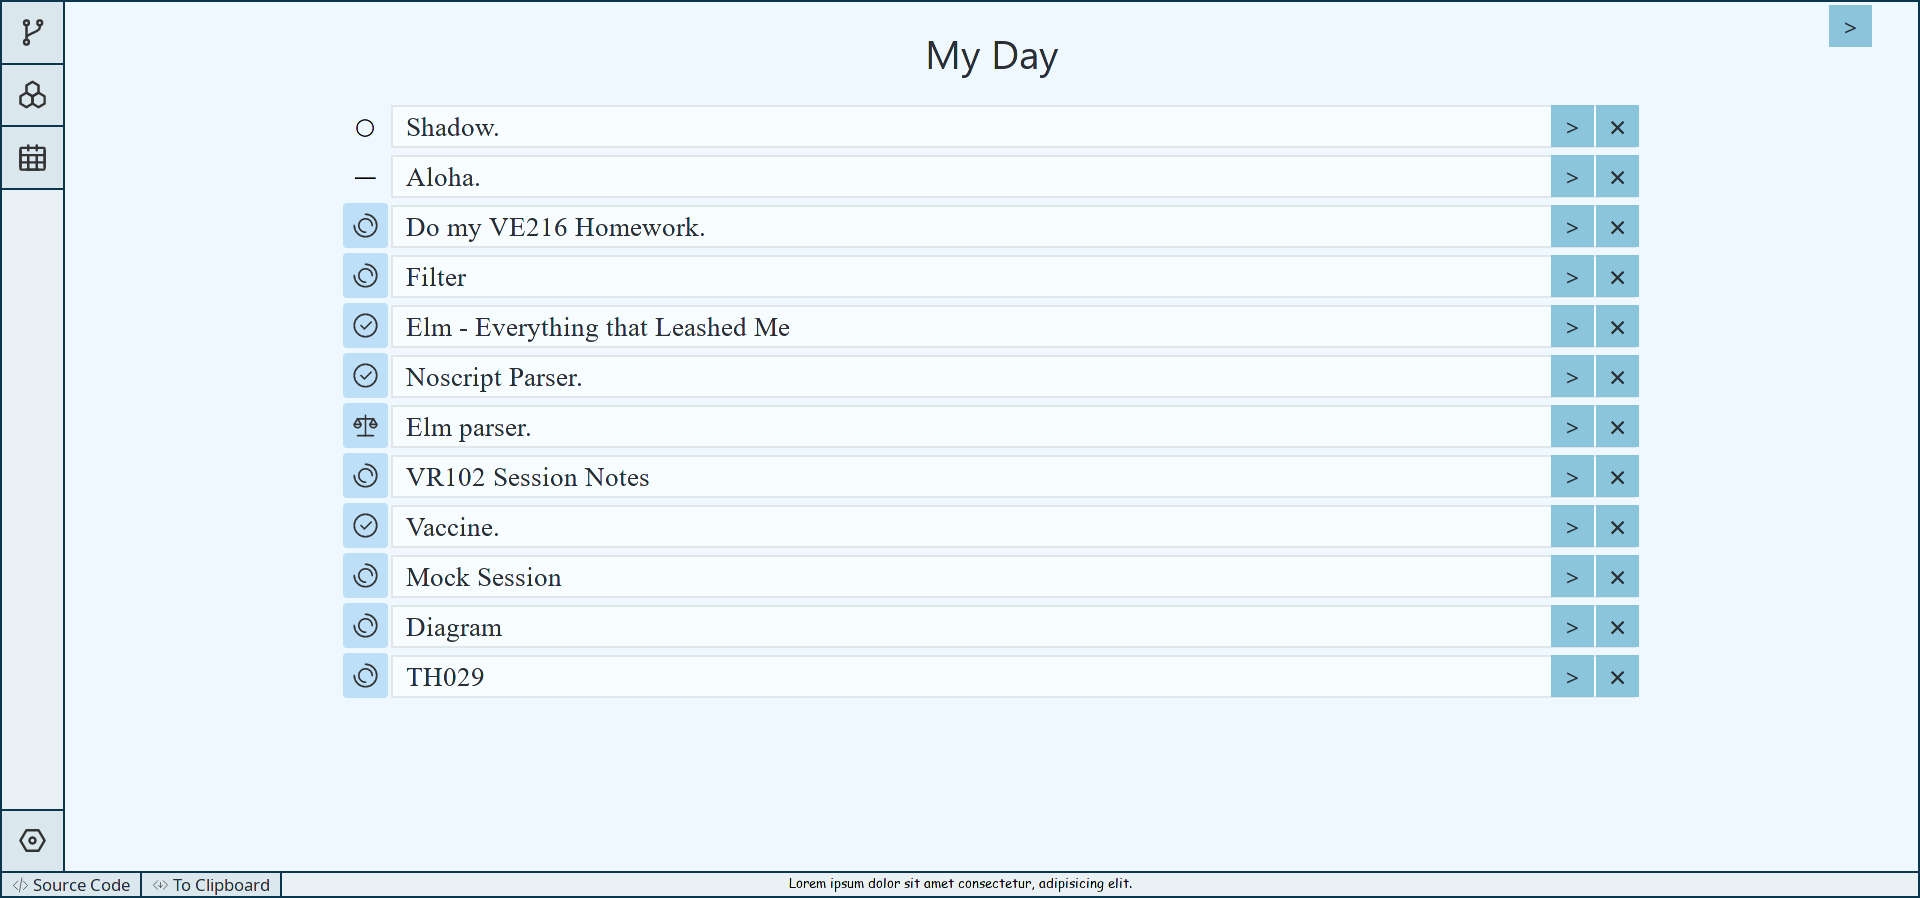 My Day
>
Shadow.
> ×
Aloha.
> ×
Do my VE216 Homework.
> ×
Filter
> ×
Elm - Everything that Leashed Me
> ×
Noscript Parser.
> ×
Elm parser.
> ×
VR102 Session Notes
> ×
Vaccine.
> ×
Mock Session
> ×
Diagram
> ×
TH029
> ×
Source Code
To Clipboard
Lorem ipsum dolor sit amet consectetur, adipisicing elit.